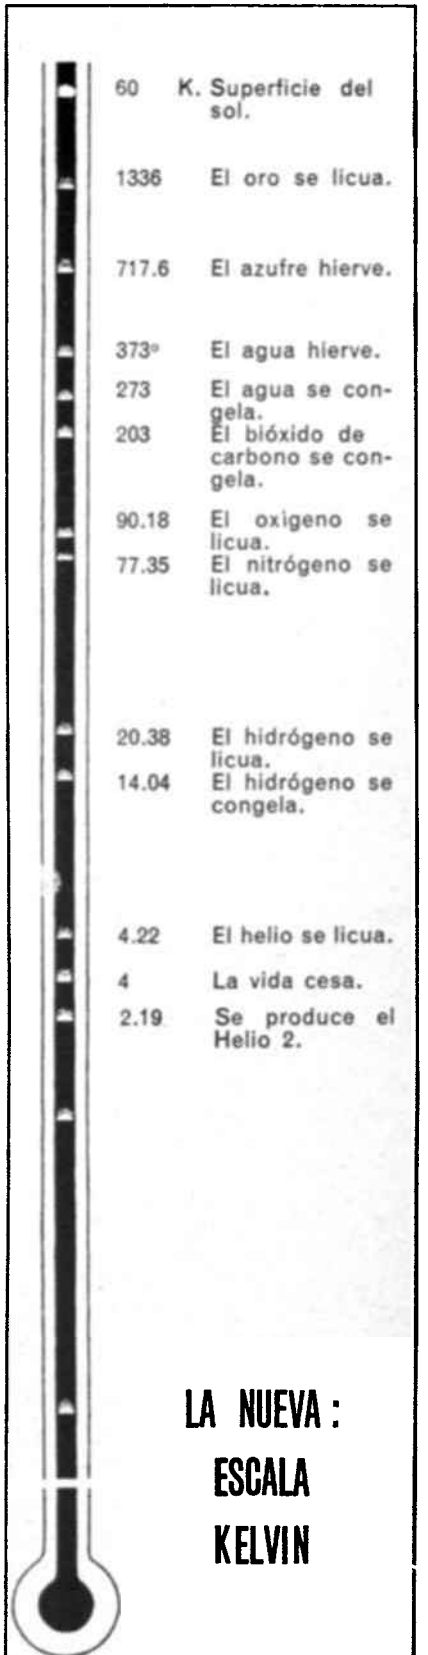 60 K. Superficie del
sol.
1336 El oro se licua.
717.6 El azufre hierve.
373º El agua hierve.
273 El agua se con-
gela.
203 El bióxido de
carbono se con-
gela.
90.18 El oxigeno se
licua.
77.35 El nitrógeno se
licua.
20.38 El hidrógeno se
licua.
14.04 El hidrógeno se
congela.
4.22 El helio se licua.
4 La vida cesa.
2.19 Se produce el
Helio 2.
LA NUEVA :
ESCALA
KELVIN